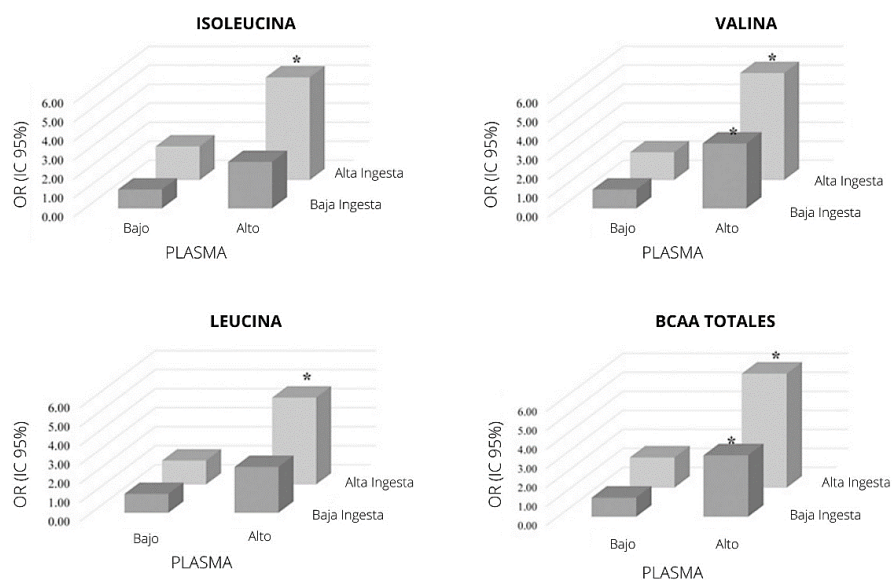 ISOLEUCINA
*
6.00
5.00
4.00
3.00
2.00
1.00
0.00
OR (IC 95%)
Alta Ingesta
Baja Ingesta
Bajo
Alto
PLASMA
VALINA
*
*
6.00
5.00
4.00
3.00
2.00
1.00
0.00
OR (IC 95%)
Alta Ingesta
Baja Ingesta
Bajo
Alto
PLASMA
LEUCINA
*
6.00
5.00
4.00
3.00
2.00
1.00
0.00
OR (IC 95%)
Alta Ingesta
Baja Ingesta
Bajo
Alto
PLASMA
BCAA TOTALES
*
*
6.00
5.00
4.00
3.00
2.00
1.00
0.00
OR (IC 95%)
Alta Ingesta
Baja Ingesta
Bajo
Alto
PLASMA